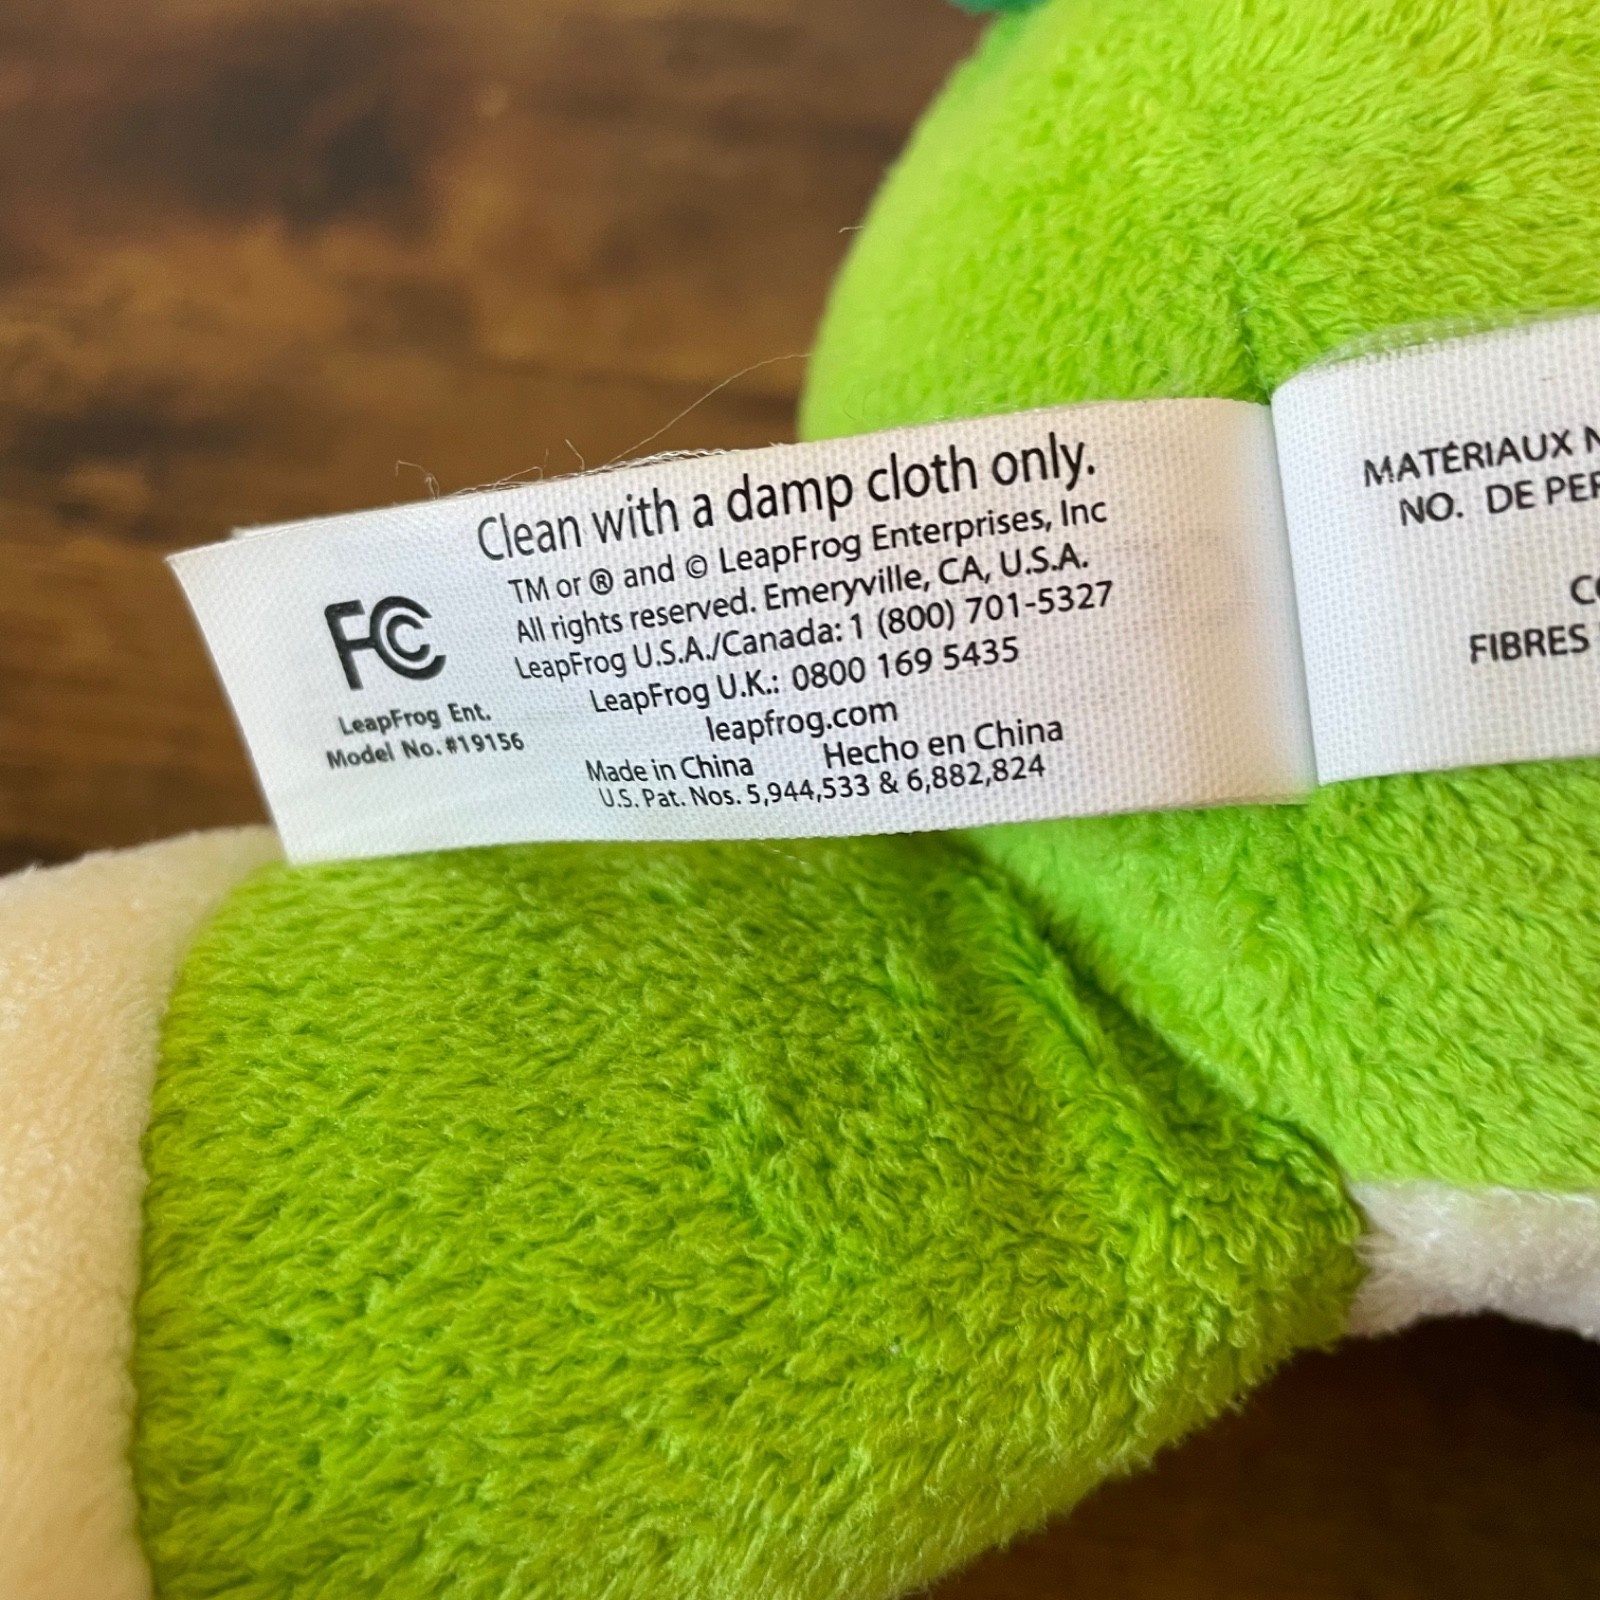 Clean with a damp cloth only.
TM or ® and © LeapFrog Enterprises, Inc
All rights reserved. Emeryville, CA, U.S.A.
LeapFrog U.S.A./Canada: 1 (800) 701-5327
LeapFrog U.K.: 0800 169 5435
leapfrog.com
Made in China Hecho en China
U.S. Pat. Nos. 5,944,533 & 6,882,824
FC
LeapFrog Ent.
Model No. #19156
MATÉRIAUX N
NO. DE PER
CO
FIBRES